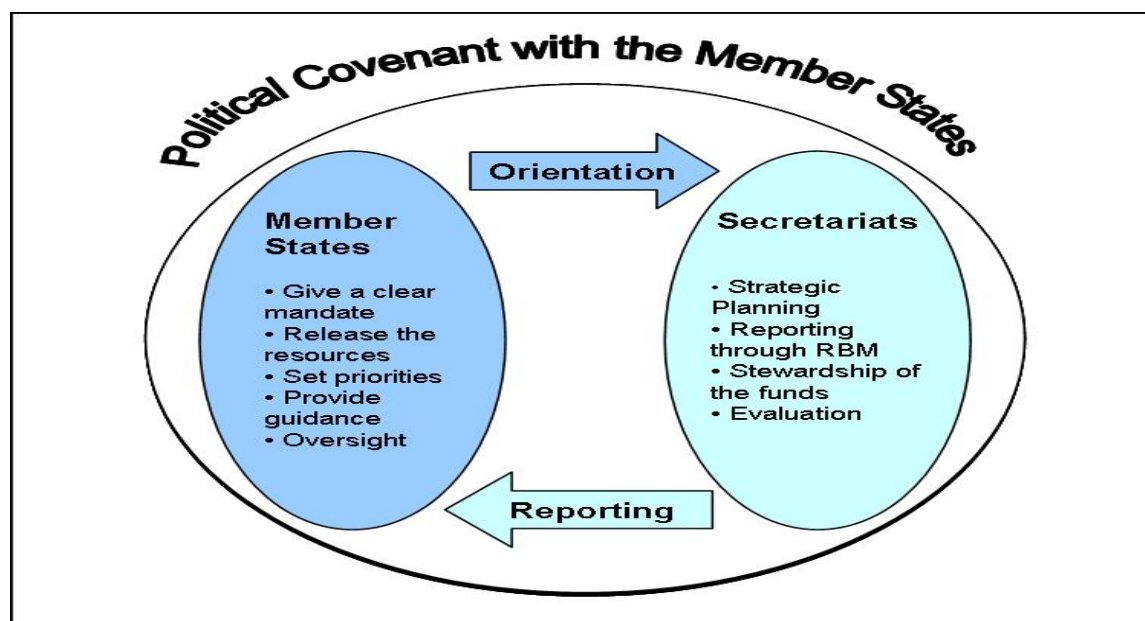 Political Covenant with the Member States
Orientation
Member
States
• Give a clear
mandate
• Release the
resources
• Set priorities
• Provide
guidance
• Oversight
Secretariats
• Strategic
Planning
• Reporting
through RBM
• Stewardship of
the funds
• Evaluation
Reporting